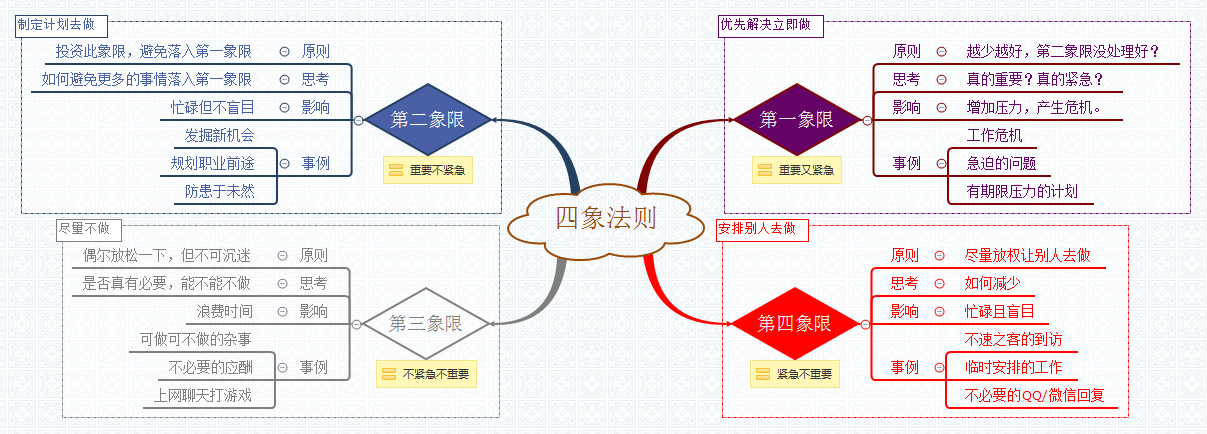 制定计划去做
投资此象限，避免落入第一象限
原则
如何避免更多的事情落入第一象限
思考
忙碌但不盲目
影响
发掘新机会
规划职业前途
事例
防患于未然
第二象限
重要不紧急
优先解决立即做
第一象限
重要又紧急
原则
越少越好，第二象限没处理好？
思考
真的重要？真的紧急？
影响
增加压力，产生危机。
工作危机
事例
急迫的问题
有期限压力的计划
四象法则
尽量不做
偶尔放松一下，但不可沉迷
原则
是否真有必要，能不能不做
思考
浪费时间
影响
可做可不做的杂事
不必要的应酬
事例
上网聊天打游戏
第三象限
不紧急不重要
安排别人去做
第四象限
紧急不重要
原则
尽量放权让别人去做
思考
如何减少
影响
忙碌且盲目
不速之客的到访
事例
临时安排的工作
不必要的QQ/微信回复